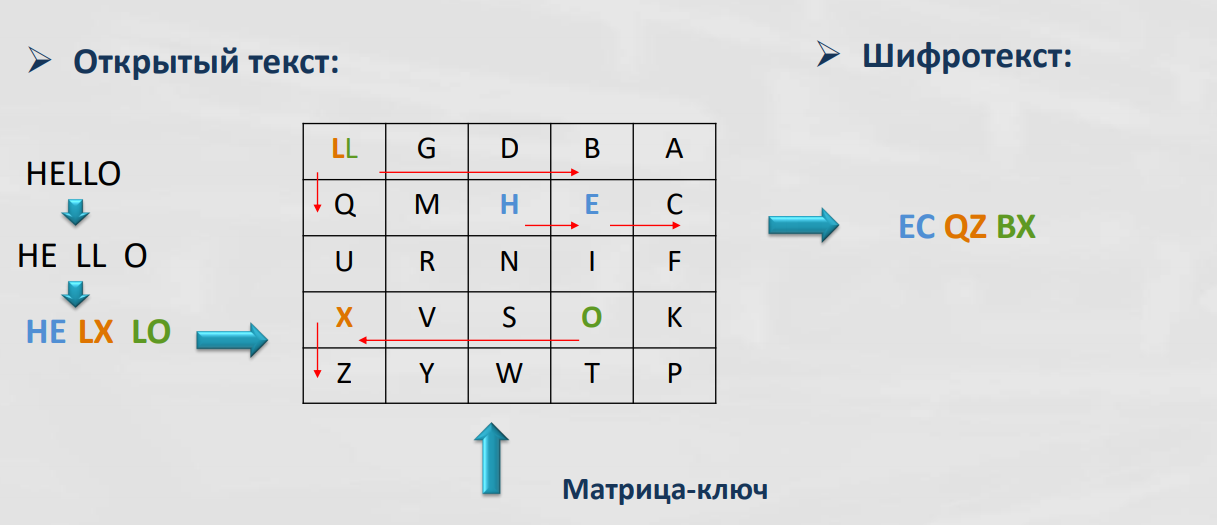 Открытый текст:
Шифротекст:
HELLO
HE LL O
HE LX LO
LL G D B A
Q M H E C
U R N I F
X V S O K
Z Y W T P
EC QZ BX
Матрица-ключ